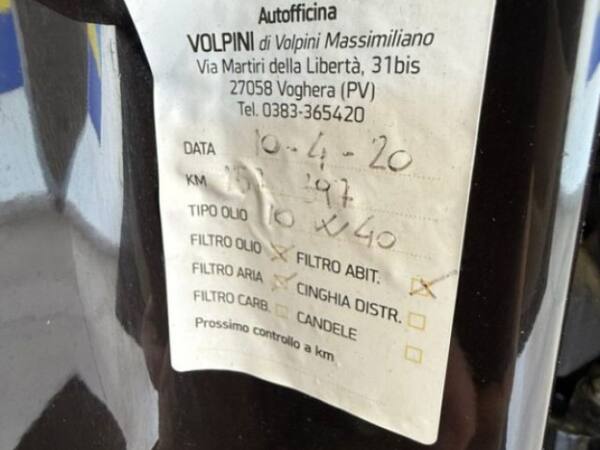 Autofficina
VOLPINI di Volpini Massimiliano
Via Martiri della Libertà, 31bis
27058 Voghera (PV)
Tel. 0383-365420
DATA 10-4-20
KM
TIPO OLIO 10 W 40
FILTRO OLIO FILTRO ABIT.
FILTRO ARIA CINGHIA DISTR.
FILTRO CARB. CANDELE
Prossimo controllo a km